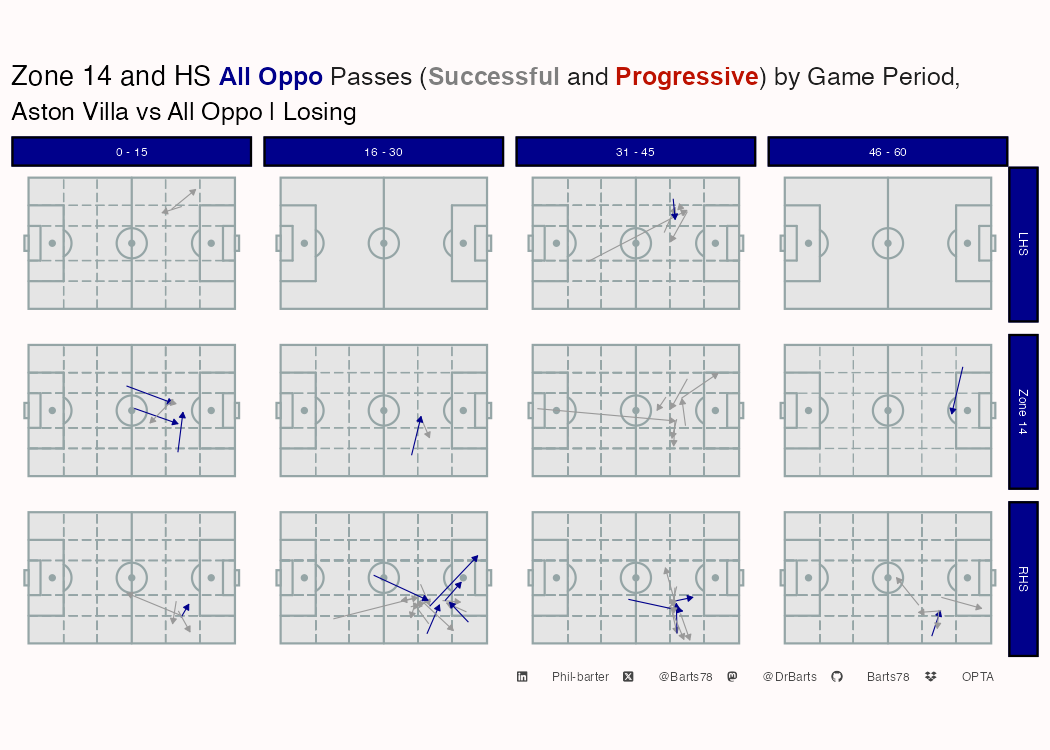 Zone 14 and HS All Oppo Passes (Successful and Progressive) by Game Period,
Aston Villa vs All Oppo | Losing
0 - 15
16 - 30
31 - 45
46 - 60
LHS
Zone 14
RHS
Phil-barter @Barts78 @DrBarts Barts78 OPTA